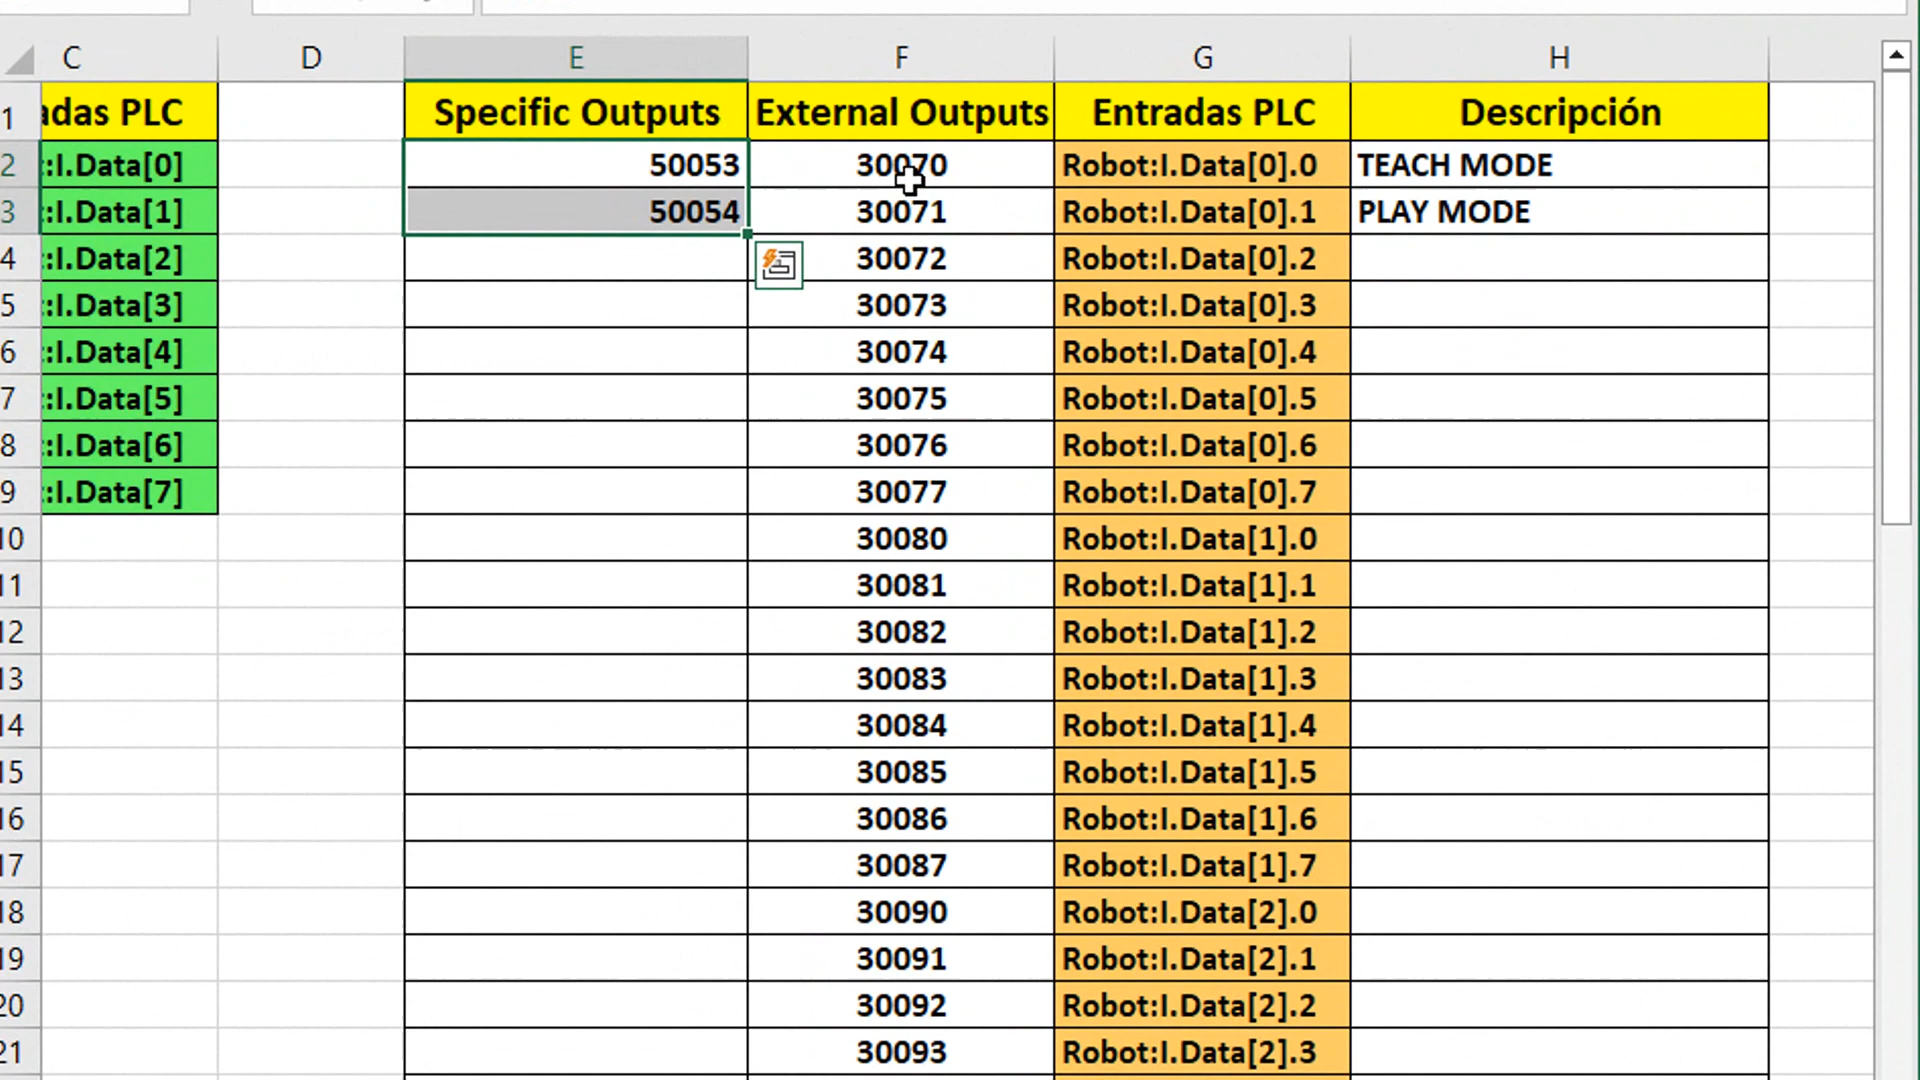 C D E F G H
1 adas PLC Specific Outputs External Outputs Entradas PLC Descripción
2 :I.Data[0] 50053 30070 Robot:I.Data[0].0 TEACH MODE
3 :I.Data[1] 50054 30071 Robot:I.Data[0].1 PLAY MODE
4 :I.Data[2] 30072 Robot:I.Data[0].2
5 :I.Data[3] 30073 Robot:I.Data[0].3
6 :I.Data[4] 30074 Robot:I.Data[0].4
7 :I.Data[5] 30075 Robot:I.Data[0].5
8 :I.Data[6] 30076 Robot:I.Data[0].6
9 :I.Data[7] 30077 Robot:I.Data[0].7
10 30080 Robot:I.Data[1].0
11 30081 Robot:I.Data[1].1
12 30082 Robot:I.Data[1].2
13 30083 Robot:I.Data[1].3
14 30084 Robot:I.Data[1].4
15 30085 Robot:I.Data[1].5
16 30086 Robot:I.Data[1].6
17 30087 Robot:I.Data[1].7
18 30090 Robot:I.Data[2].0
19 30091 Robot:I.Data[2].1
20 30092 Robot:I.Data[2].2
21 30093 Robot:I.Data[2].3